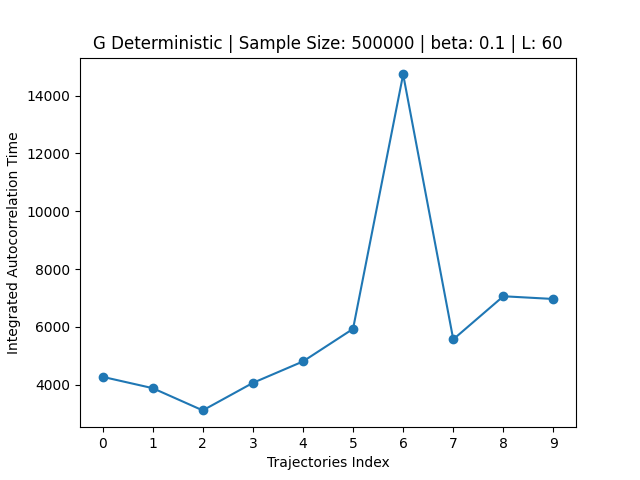 G Deterministic | Sample Size: 500000 | beta: 0.1 | L: 60
Integrated Autocorrelation Time
14000
12000
10000
8000
6000
4000
0 1 2 3 4 5 6 7 8 9
Trajectories Index